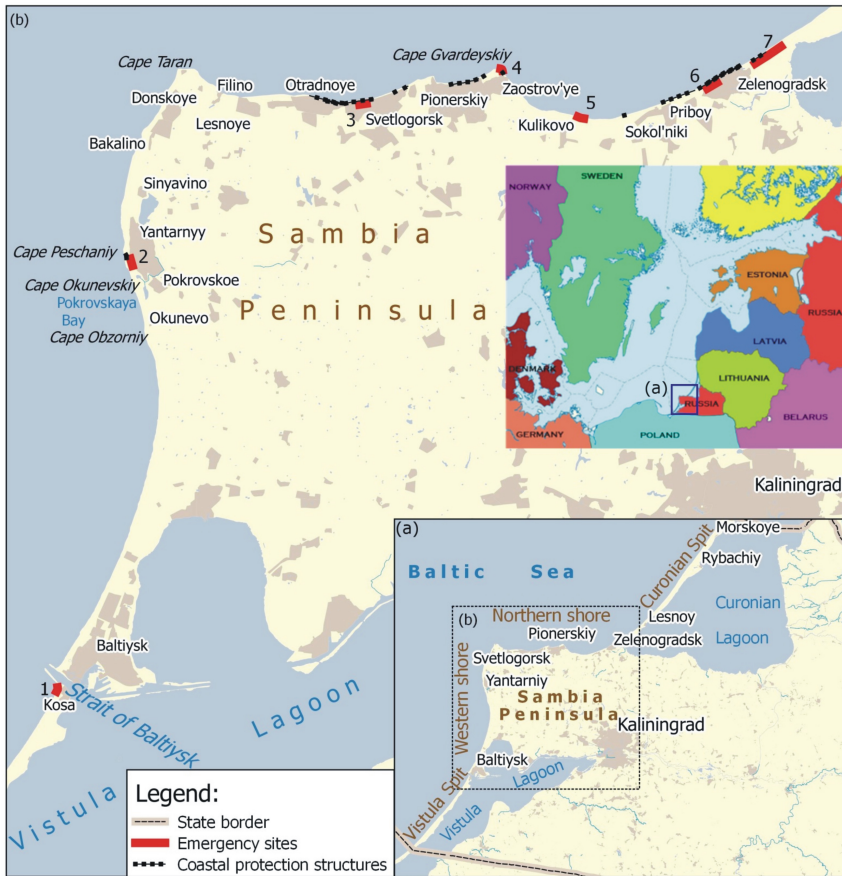 (b)
Cape Taran
Cape Gvardeyskiy
7
4
6
Filino
Otradnoye
Zaostrov'ye
Zelenogradsk
Donskoye
Pionerskiy
5
Priboy
Lesnoye
3
Svetlogorsk
Kulikovo
Sokol'niki
Bakalino
Sinyavino
Yantarnyy
Sambia
Cape Peschaniy
2
Cape Okunevskiy
Pokrovskoe
Pokrovskaya
Bay
Peninsula
Okunevo
Cape Obzorniy
NORWAY
SWEDEN
ESTONIA
RUSSIA
LATVIA
DENMARK
LITHUANIA
(a)
RUSSIA
BELARUS
GERMANY
POLAND
Kaliningrad
Baltiysk
1
Kosa
Strait of Baltiysk
Vistula Lagoon
(a)
Morskoye
Curonian Spit
Rybachiy
Baltic Sea
Curonian
Lagoon
Northern shore
Lesnoy
(b)
Pionerskiy
Zelenogradsk
Svetlogorsk
Western shore
Yantarniy
Sambia
Peninsula
Kaliningrad
Baltiysk
Vistula Spit
Vistula Lagoon
Legend:
State border
Emergency sites
Coastal protection structures